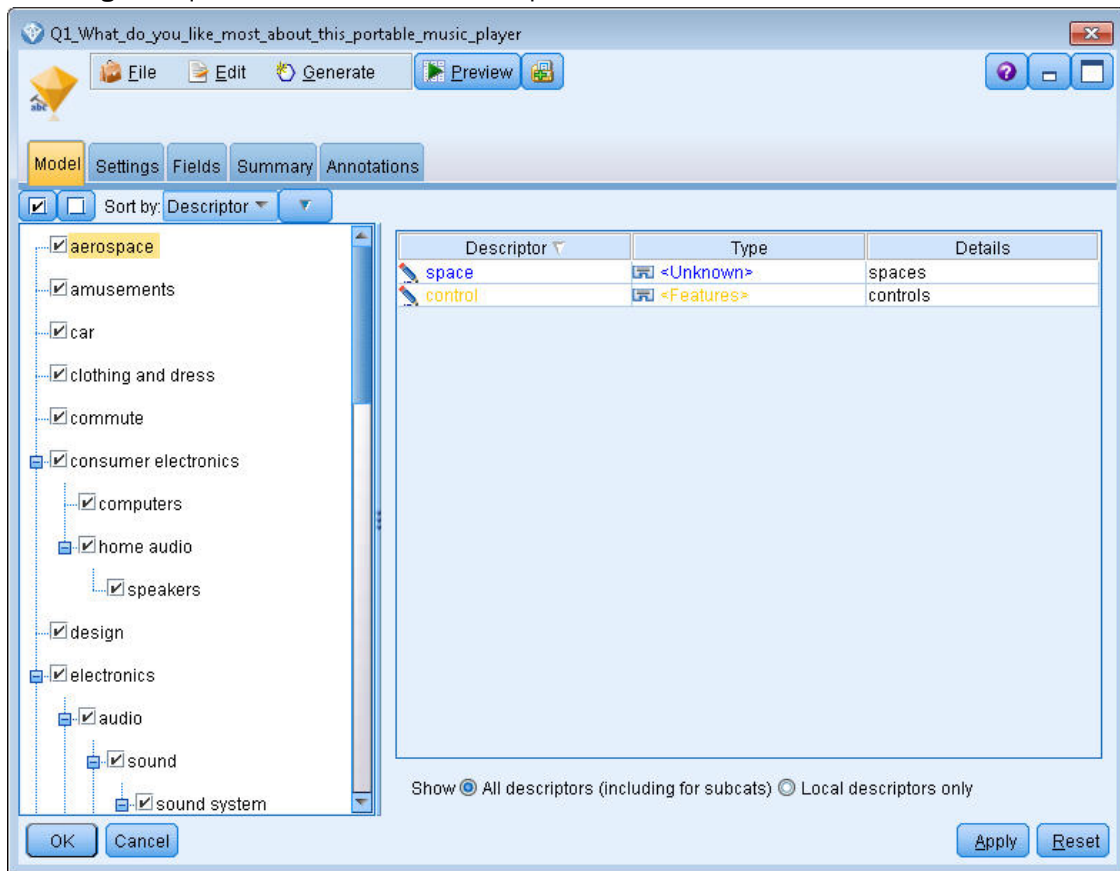 Q1_What_do_you_like_most_about_this_portable_music_player
File Edit Generate Preview
abc
Model Settings Fields Summary Annotations
Sort by: Descriptor
aerospace
amusements
car
clothing and dress
commute
consumer electronics
computers
home audio
speakers
design
electronics
audio
sound
sound system
Descriptor Type Details
space <Unknown> spaces
control <Features> controls
Show All descriptors (including for subcats) Local descriptors only
OK Cancel Apply Reset